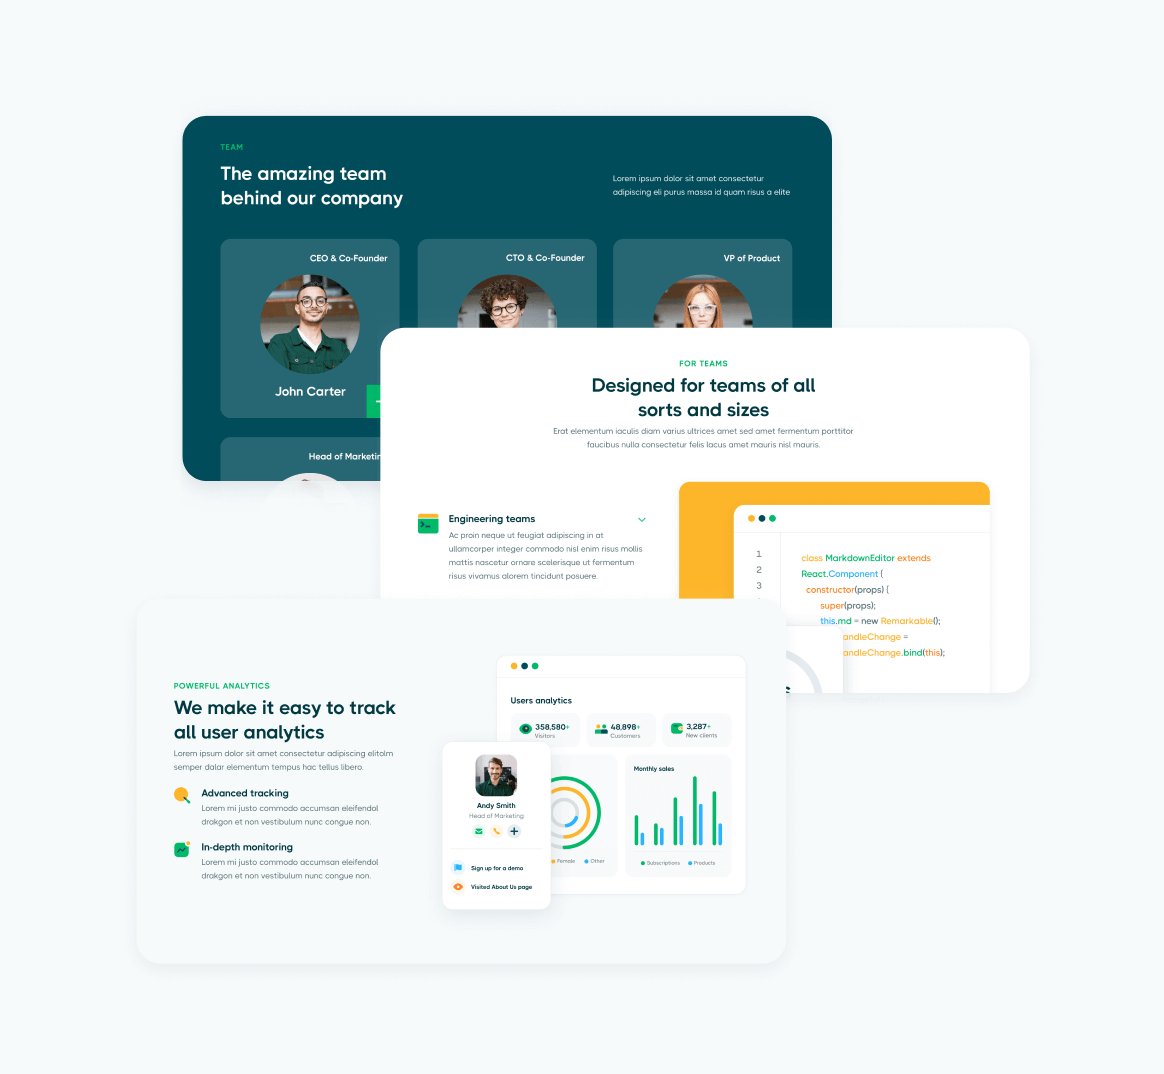 TEAM
The amazing team
behind our company
Lorem ipsum dolor sit amet consectetur
adipiscing eli purus massa id quam risus a elite
CEO & Co-Founder
John Carter
CTO & Co-Founder
VP of Product
Head of Marketin
FOR TEAMS
Designed for teams of all
sorts and sizes
Erat elementum iaculis diam varius ultrices amet sed amet fermentum porttitor
faucibus nulla consectetur felis lacus amet mauris nisl mauris.
Engineering teams
Ac proin neque ut feugiat adipiscing in at
ullamcorper integer commodo nisl enim risus mollis
mattis nascetur ornare scelerisque ut fermentum
risus vivamus alorem tincidunt posuere.
1
2
3
class MarkdownEditor extends
React.Component {
constructor(props) {
super(props);
this.md = new Remarkable();
andleChange =
andleChange.bind(this);
POWERFUL ANALYTICS
We make it easy to track
all user analytics
Lorem ipsum dolor sit amet consectetur adipiscing elitolm
semper dalar elementum tempus hac tellus libero.
Advanced tracking
Lorem mi justo commodo accumsan eleifendol
drakgon et non vestibulum nunc congue non.
In-depth monitoring
Lorem mi justo commodo accumsan eleifendol
drakgon et non vestibulum nunc congue non.
Users analytics
358,580+
Visitors
48,898+
Customers
3,287+
New clients
Andy Smith
Head of Marketing
Sign up for a demo
Visited About Us page
Female
Other
Monthly sales
Subscriptions
Products